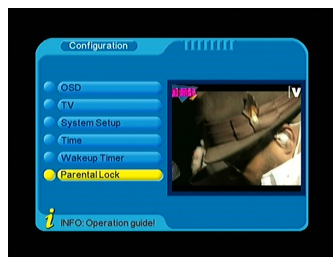 Configuration
OSD
TV
System Setup
Time
Wakeup Timer
Parental Lock
V
i INFO: Operation guide!